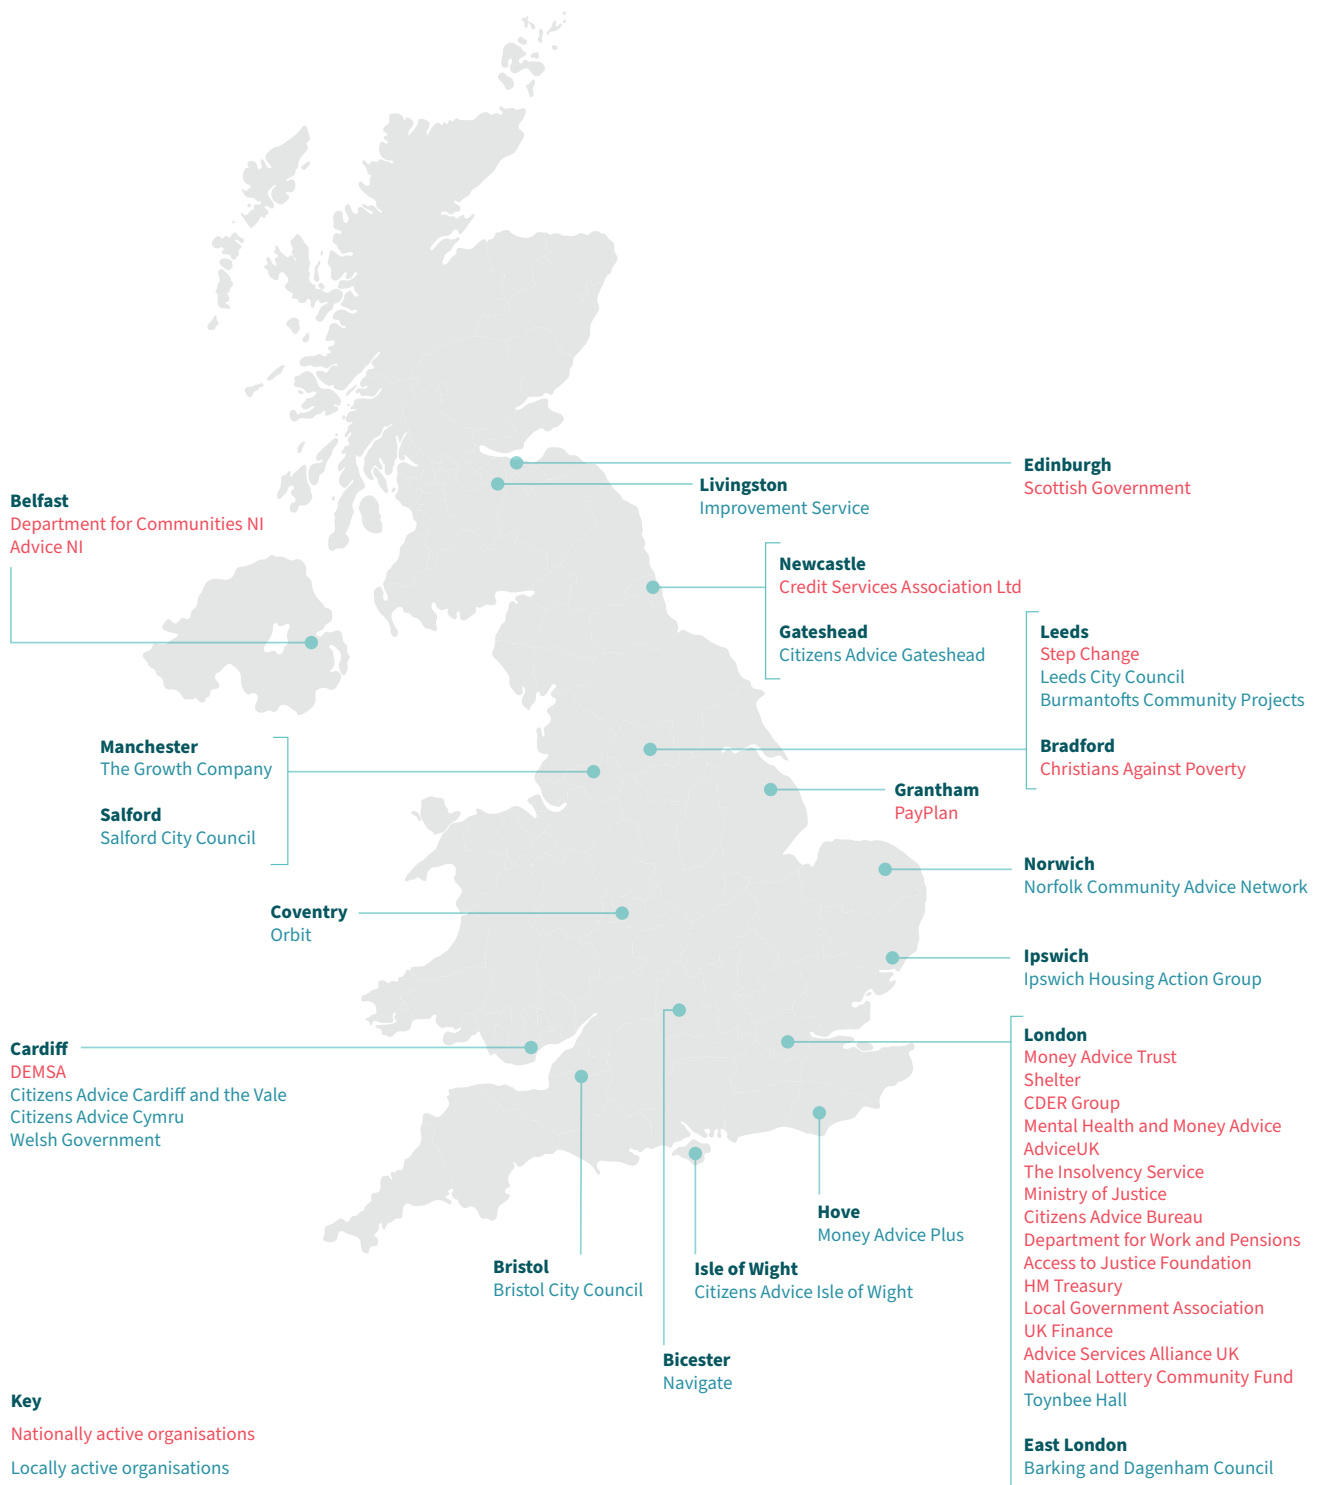 Edinburgh
Scottish Government
Livingston
Improvement Service
Belfast
Department for Communities NI
Advice NI
Newcastle
Credit Services Association Ltd
Gateshead
Citizens Advice Gateshead
Leeds
Step Change
Leeds City Council
Burmantofts Community Projects
Bradford
Christians Against Poverty
Manchester
The Growth Company
Salford
Salford City Council
Grantham
PayPlan
Norwich
Norfolk Community Advice Network
Coventry
Orbit
Ipswich
Ipswich Housing Action Group
Cardiff
DEMSA
Citizens Advice Cardiff and the Vale
Citizens Advice Cymru
Welsh Government
London
Money Advice Trust
Shelter
CDER Group
Mental Health and Money Advice
AdviceUK
The Insolvency Service
Ministry of Justice
Citizens Advice Bureau
Department for Work and Pensions
Access to Justice Foundation
HM Treasury
Local Government Association
UK Finance
Advice Services Alliance UK
National Lottery Community Fund
Toynbee Hall
East London
Barking and Dagenham Council
Hove
Money Advice Plus
Bristol
Bristol City Council
Isle of Wight
Citizens Advice Isle of Wight
Bicester
Navigate
Key
Nationally active organisations
Locally active organisations